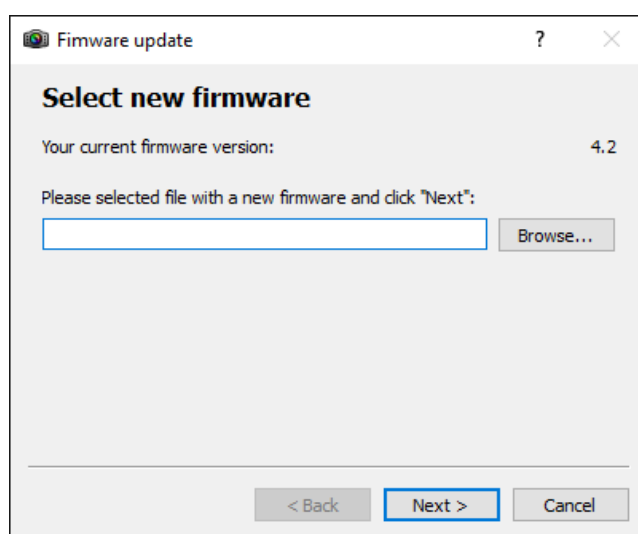 Fimware update ?
Select new firmware
Your current firmware version: 4.2
Please selected file with a new firmware and click "Next":
Browse...
< Back Next > Cancel